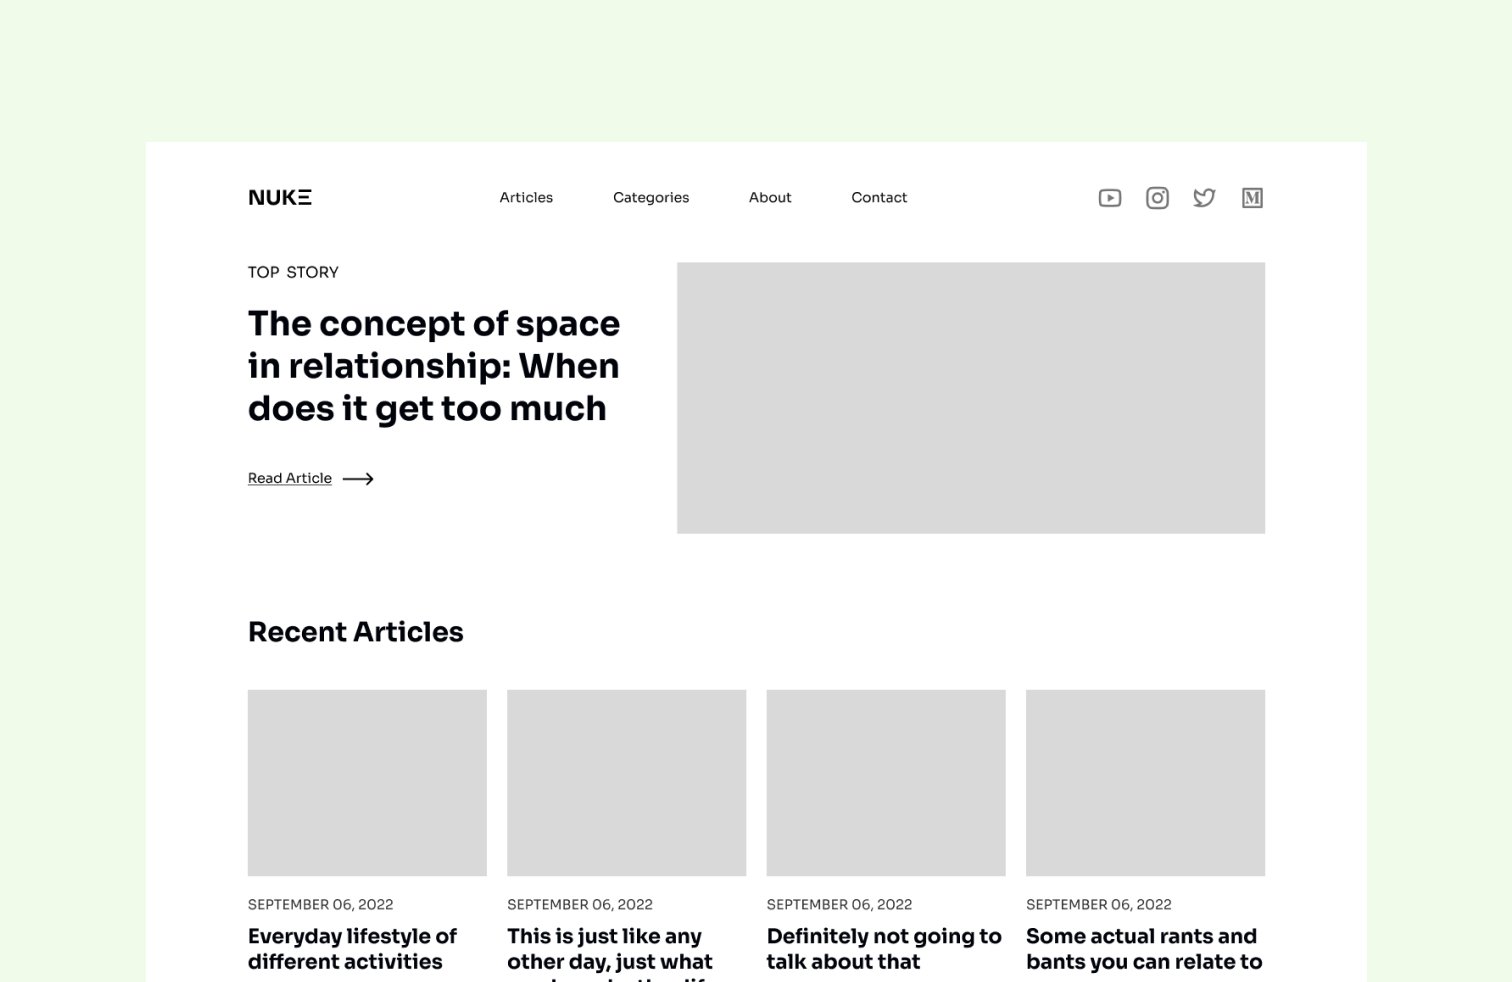 NUKE
Articles
Categories
About
Contact
TOP STORY
The concept of space
in relationship: When
does it get too much
Read Article
Recent Articles
SEPTEMBER 06, 2022
Everyday lifestyle of
different activities
SEPTEMBER 06, 2022
This is just like any
other day, just what
SEPTEMBER 06, 2022
Definitely not going to
talk about that
SEPTEMBER 06, 2022
Some actual rants and
bants you can relate to